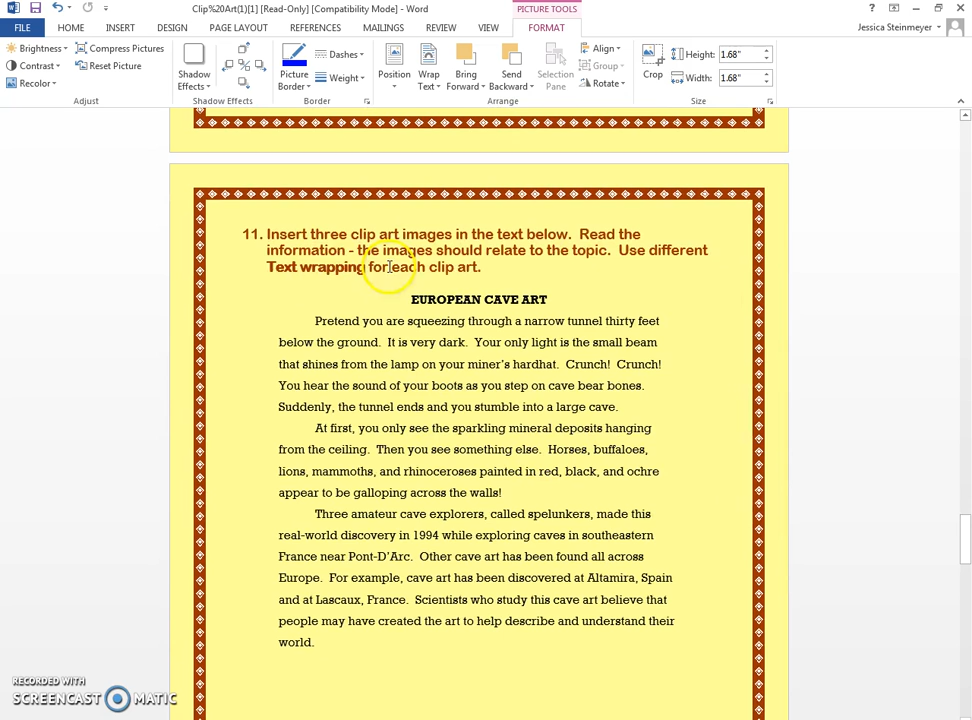 Clip%20Art(1)[1] [Read-Only] [Compatibility Mode] - Word
PICTURE TOOLS
?
FILE HOME INSERT DESIGN PAGE LAYOUT REFERENCES MAILINGS REVIEW VIEW FORMAT
Jessica Steinmeyer
Brightness
Contrast
Recolor
Compress Pictures
Reset Picture
Adjust
Shadow Effects
Shadow Effects
Picture Border
Dashes
Weight
Border
Position
Wrap Text
Bring Forward
Send Backward
Selection Pane
Align
Group
Rotate
Arrange
Crop
Height: 1.68"
Width: 1.68"
Size
11. Insert three clip art images in the text below. Read the
information - the images should relate to the topic. Use different
Text wrapping for each clip art.
EUROPEAN CAVE ART
Pretend you are squeezing through a narrow tunnel thirty feet
below the ground. It is very dark. Your only light is the small beam
that shines from the lamp on your miner's hardhat. Crunch! Crunch!
You hear the sound of your boots as you step on cave bear bones.
Suddenly, the tunnel ends and you stumble into a large cave.
At first, you only see the sparkling mineral deposits hanging
from the ceiling. Then you see something else. Horses, buffaloes,
lions, mammoths, and rhinoceroses painted in red, black, and ochre
appear to be galloping across the walls!
Three amateur cave explorers, called spelunkers, made this
real-world discovery in 1994 while exploring caves in southeastern
France near Pont-D'Arc. Other cave art has been found all across
Europe. For example, cave art has been discovered at Altamira, Spain
and at Lascaux, France. Scientists who study this cave art believe that
people may have created the art to help describe and understand their
world.
RECORDED WITH
SCREENCAST MATIC